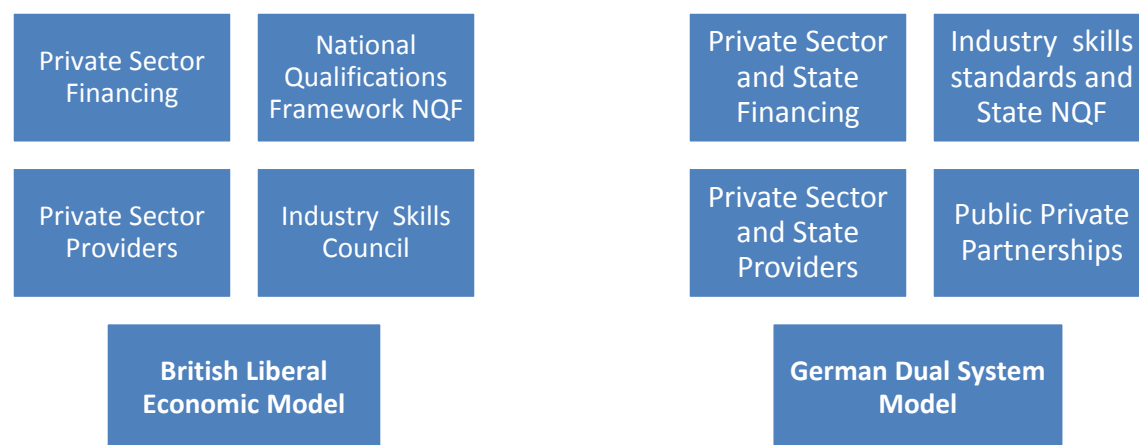 Private Sector
Financing
National
Qualifications
Framework NQF
Private Sector
and State
Financing
Industry skills
standards and
State NQF
Private Sector
Providers
Industry Skills
Council
Private Sector
and State
Providers
Public Private
Partnerships
British Liberal
Economic Model
German Dual System
Model